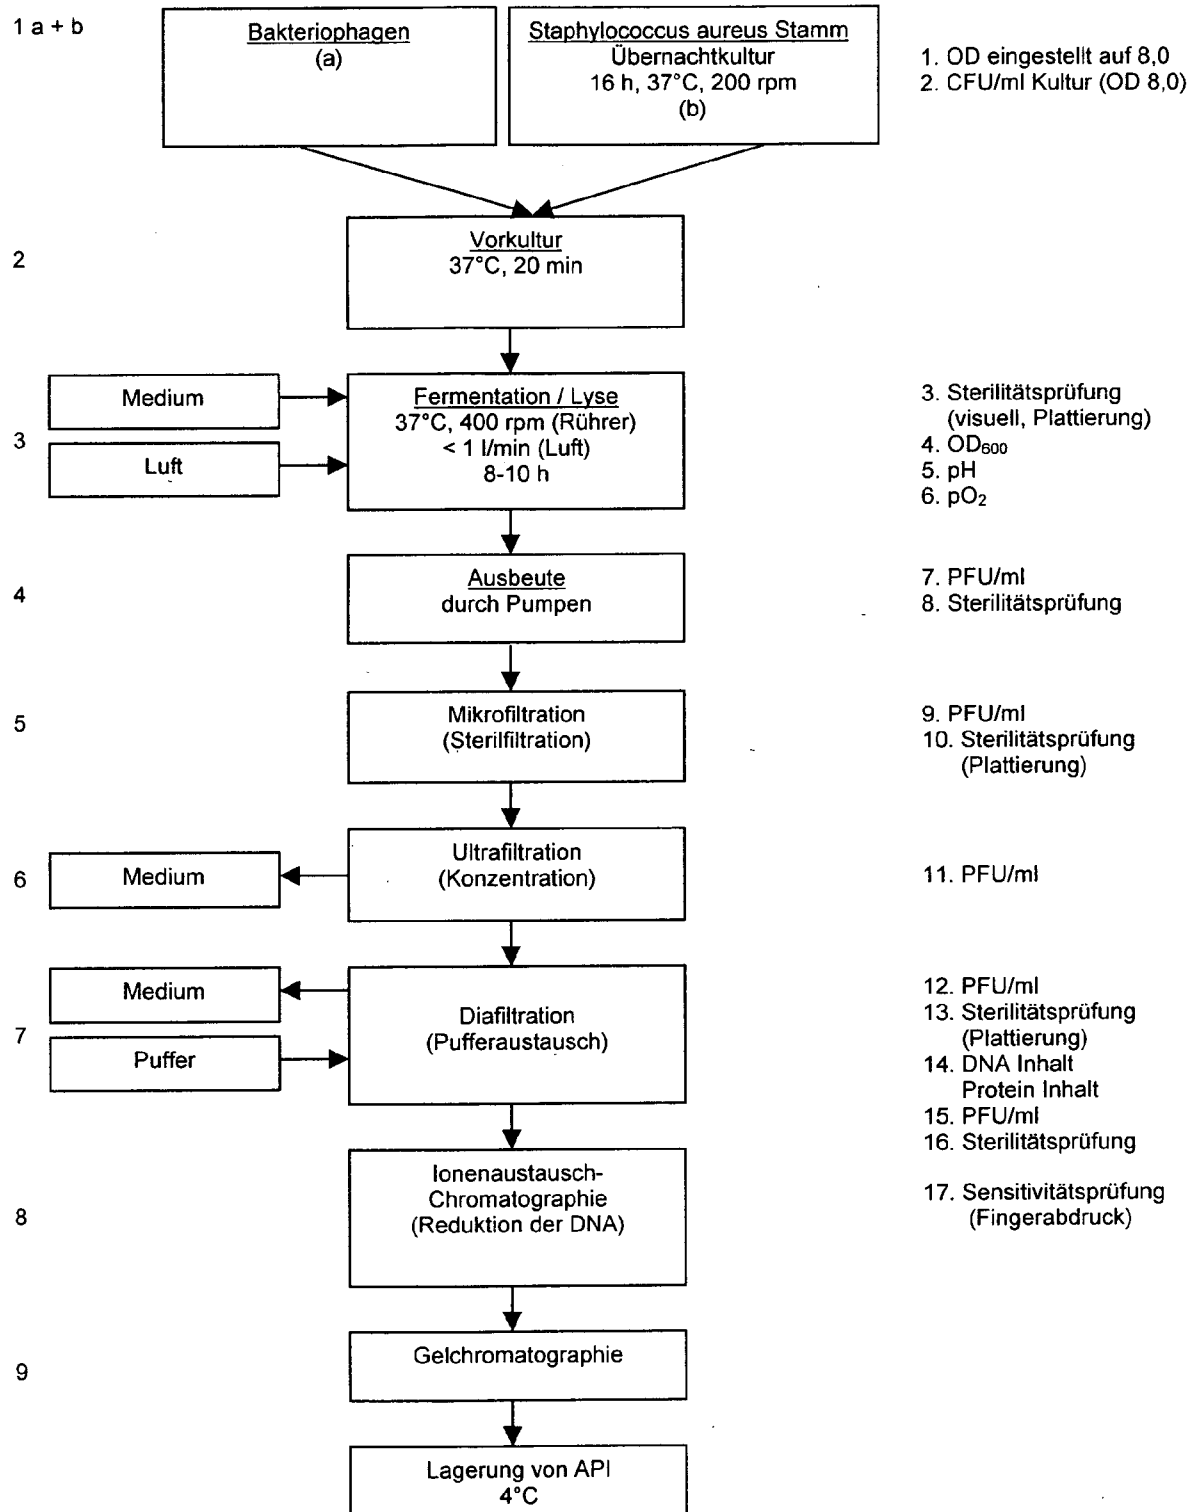 1 a + b
Bakteriophagen
(a)
Staphylococcus aureus Stamm
Übernachtkultur
16 h, 37°C, 200 rpm
(b)
1. OD eingestellt auf 8,0
2. CFU/ml Kultur (OD 8,0)
2
Vorkultur
37°C, 20 min
3
Medium
Luft
Fermentation / Lyse
37°C, 400 rpm (Rührer)
< 1 l/min (Luft)
8-10 h
3. Sterilitätsprüfung
(visuell, Plattierung)
4. OD600
5. pH
6. pO2
4
Ausbeute
durch Pumpen
7. PFU/ml
8. Sterilitätsprüfung
5
Mikrofiltration
(Sterilfiltration)
9. PFU/ml
10. Sterilitätsprüfung
(Plattierung)
6
Medium
Ultrafiltration
(Konzentration)
11. PFU/ml
7
Medium
Puffer
Diafiltration
(Pufferaustausch)
12. PFU/ml
13. Sterilitätsprüfung
(Plattierung)
14. DNA Inhalt
Protein Inhalt
15. PFU/ml
16. Sterilitätsprüfung
8
Ionenaustausch-
Chromatographie
(Reduktion der DNA)
17. Sensitivitätsprüfung
(Fingerabdruck)
9
Gelchromatographie
Lagerung von API
4°C